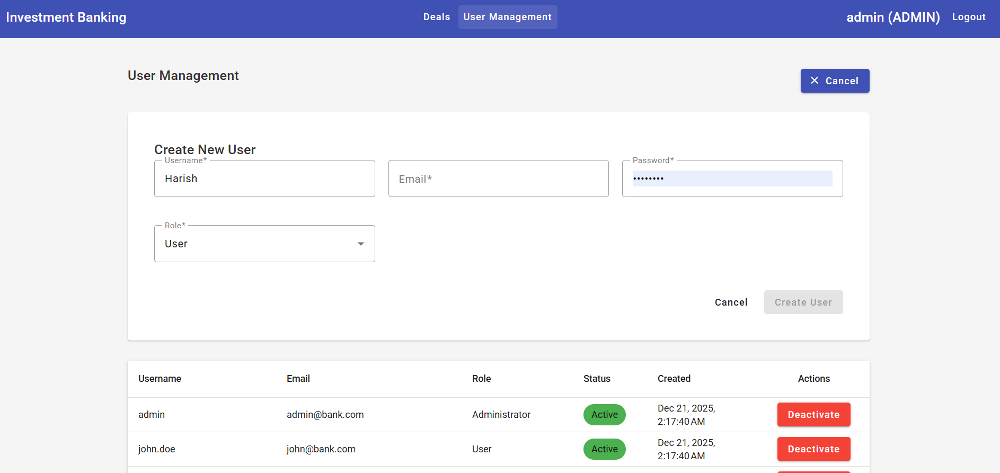 Investment Banking
Deals
User Management
admin (ADMIN)
Logout
User Management
Cancel
Create New User
Username*
Harish
Email*
Password*
••••••••
Role*
User
Cancel
Create User
Username Email Role Status Created Actions
admin admin@bank.com Administrator Active Dec 21, 2025, Deactivate
2:17:40 AM
john.doe john@bank.com User Active Dec 21, 2025, Deactivate
2:17:40 AM